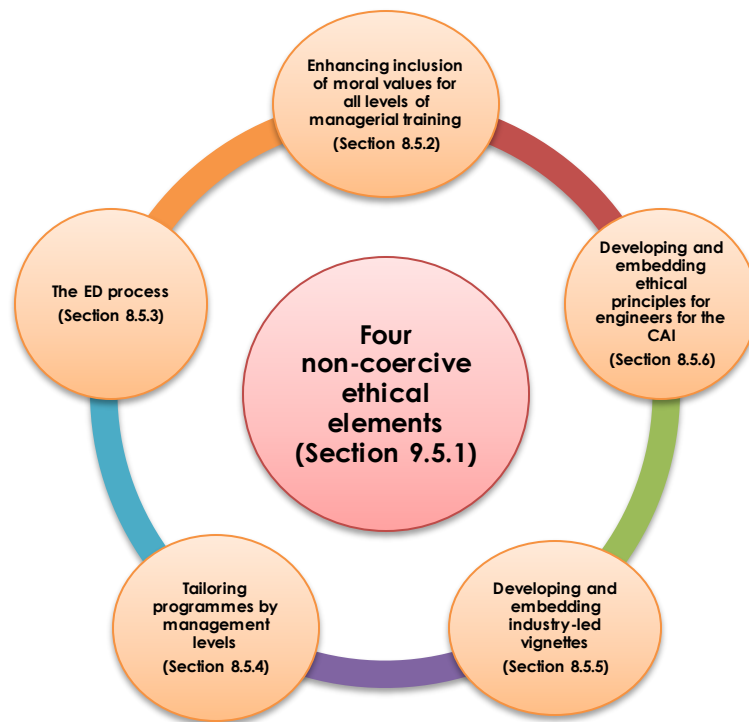 Enhancing inclusion
of moral values for
all levels of
managerial training
(Section 8.5.2)
Developing and
embedding
ethical
principles for
engineers for the
CAI
(Section 8.5.6)
The ED process
(Section 8.5.3)
Four
non-coercive
ethical
elements
(Section 9.5.1)
Tailoring
programmes by
management
levels
(Section 8.5.4)
Developing and
embedding
industry-led
vignettes
(Section 8.5.5)